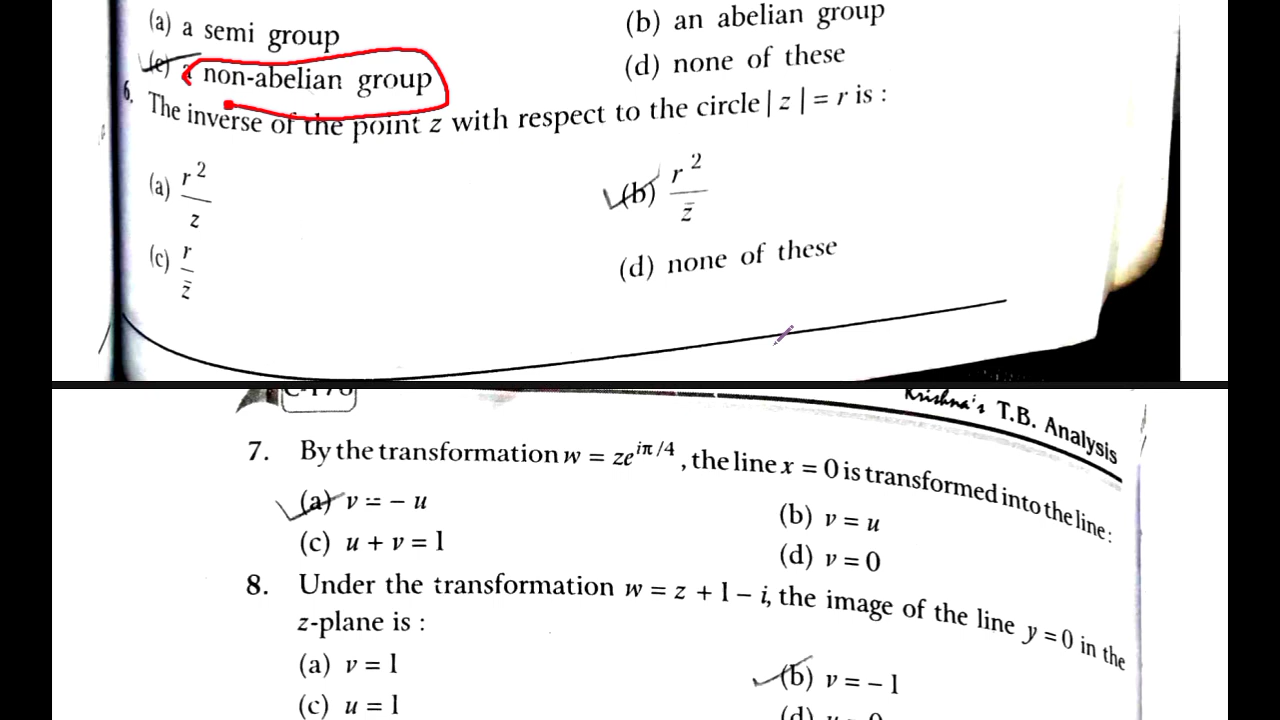 (a) a semi group (b) an abelian group
(c) a non-abelian group (d) none of these
6. The inverse of the point z with respect to the circle | z | = r is :
(a) r²/z (b) r²/z̄
(c) r/z̄ (d) none of these
C-170
Krishna's T.B. Analysis
7. By the transformation w = ze^{iπ/4}, the line x = 0 is transformed into the line:
(a) v = − u (b) v = u
(c) u + v = 1 (d) v = 0
8. Under the transformation w = z + 1 − i, the image of the line y = 0 in the
z-plane is :
(a) v = 1 (b) v = − 1
(c) u = 1 (d)